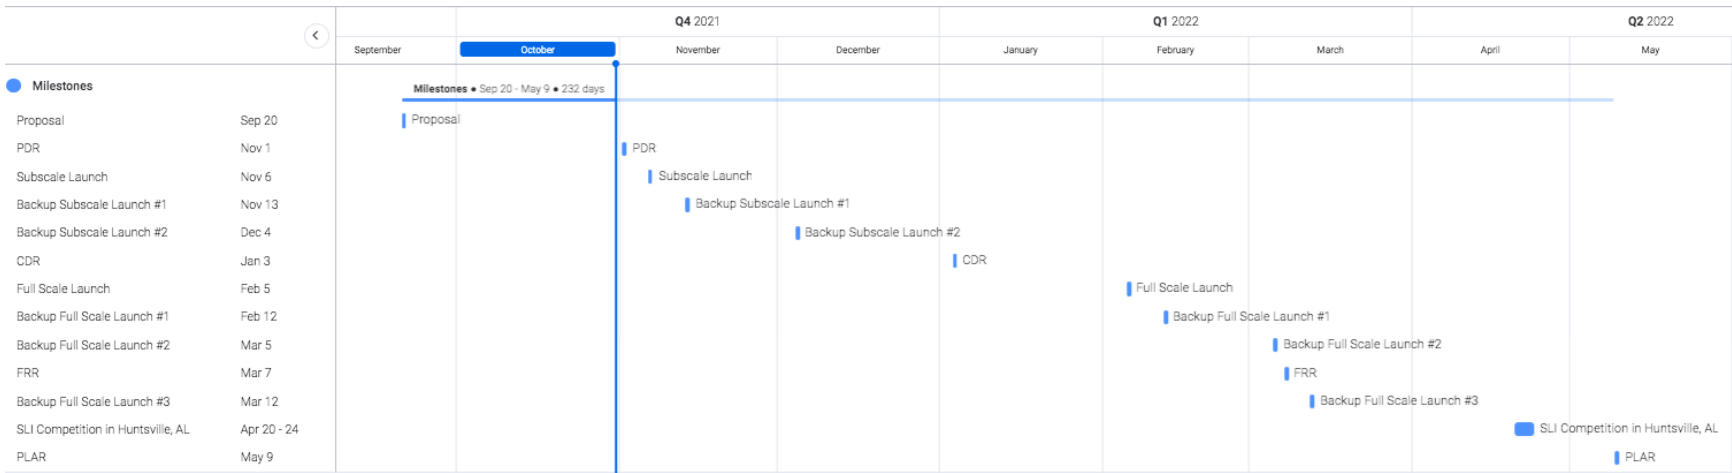 Q4 2021 Q1 2022 Q2 2022
September October November December January February March April May
Milestones
Milestones • Sep 20 - May 9 • 232 days
Proposal Sep 20 Proposal
PDR Nov 1 PDR
Subscale Launch Nov 6 Subscale Launch
Backup Subscale Launch #1 Nov 13 Backup Subscale Launch #1
Backup Subscale Launch #2 Dec 4 Backup Subscale Launch #2
CDR Jan 3 CDR
Full Scale Launch Feb 5 Full Scale Launch
Backup Full Scale Launch #1 Feb 12 Backup Full Scale Launch #1
Backup Full Scale Launch #2 Mar 5 Backup Full Scale Launch #2
FRR Mar 7 FRR
Backup Full Scale Launch #3 Mar 12 Backup Full Scale Launch #3
SLI Competition in Huntsville, AL Apr 20 - 24 SLI Competition in Huntsville, AL
PLAR May 9 PLAR